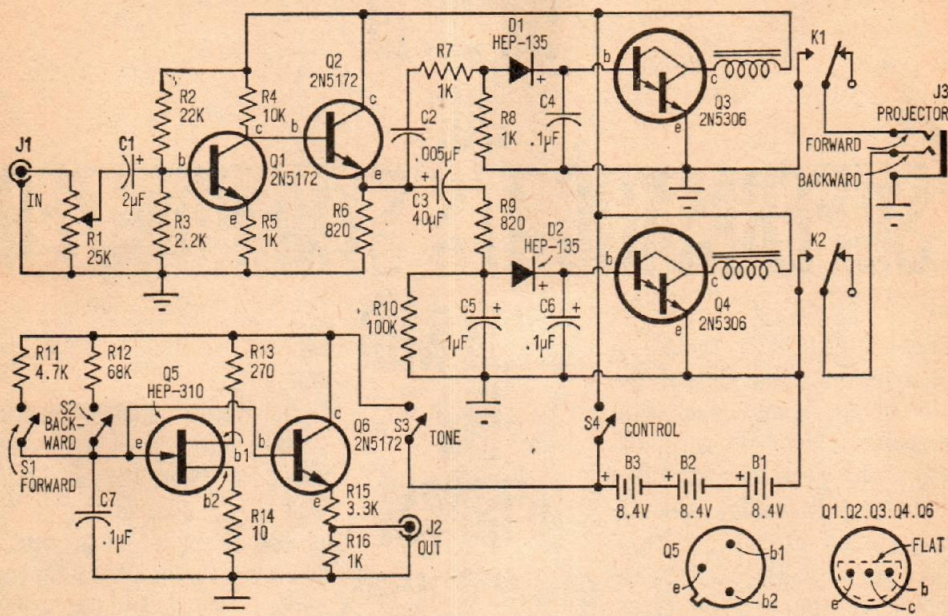 J1
IN
R1
25K
C1
+
2µF
R2
22K
R3
2.2K
R4
10K
b
c
e
Q1
2N5172
R5
1K
Q2
2N5172
b
c
e
R6
820
R7
1K
C2
.005µF
+
C3
40µF
D1
HEP-135
+
R8
1K
C4
.1µF
b
c
e
Q3
2N5306
K1
J3
PROJECTOR
FORWARD
BACKWARD
R9
820
D2
HEP-135
+
R10
100K
C5
+
1µF
C6
+
.1µF
b
c
e
Q4
2N5306
K2
R11
4.7K
R12
68K
Q5
HEP-310
R13
270
S2
BACK-
WARD
S1
FORWARD
e
b1
b2
C7
.1µF
R14
10
b
c
e
Q6
2N5172
R15
3.3K
R16
1K
J2
OUT
S3
TONE
S4
CONTROL
+
B3
8.4V
+
B2
8.4V
+
B1
8.4V
Q5
e
b1
b2
Q1.Q2.Q3.Q4.Q6
FLAT
e
c
b